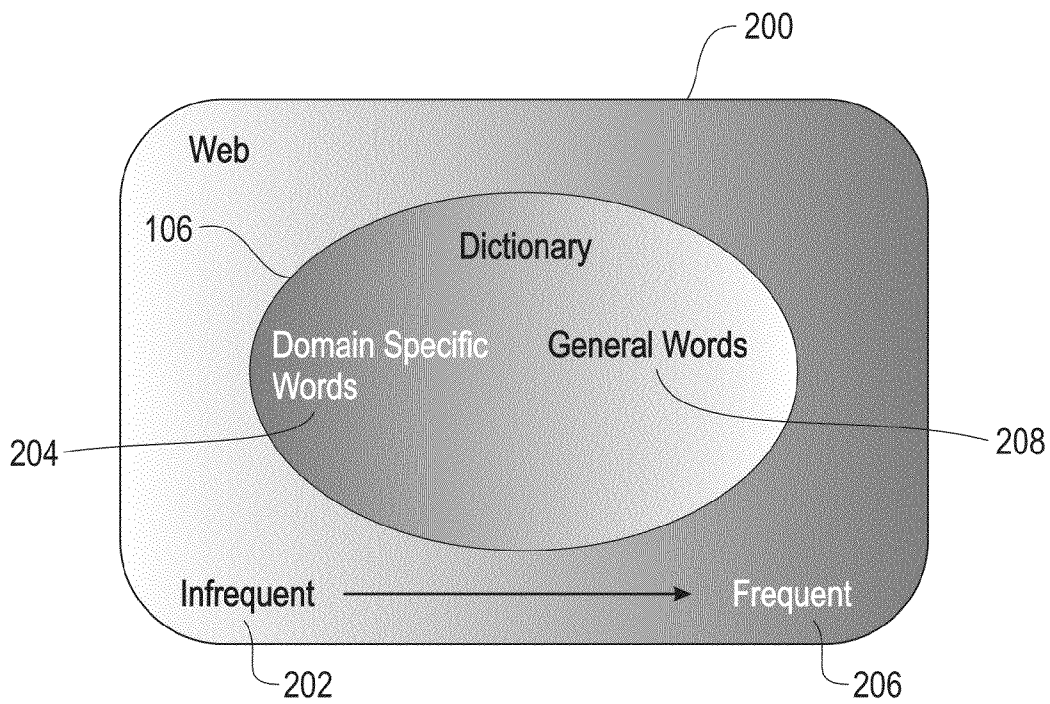 200
Web
106
Dictionary
Domain Specific
Words
General Words
204
208
Infrequent
Frequent
202
206